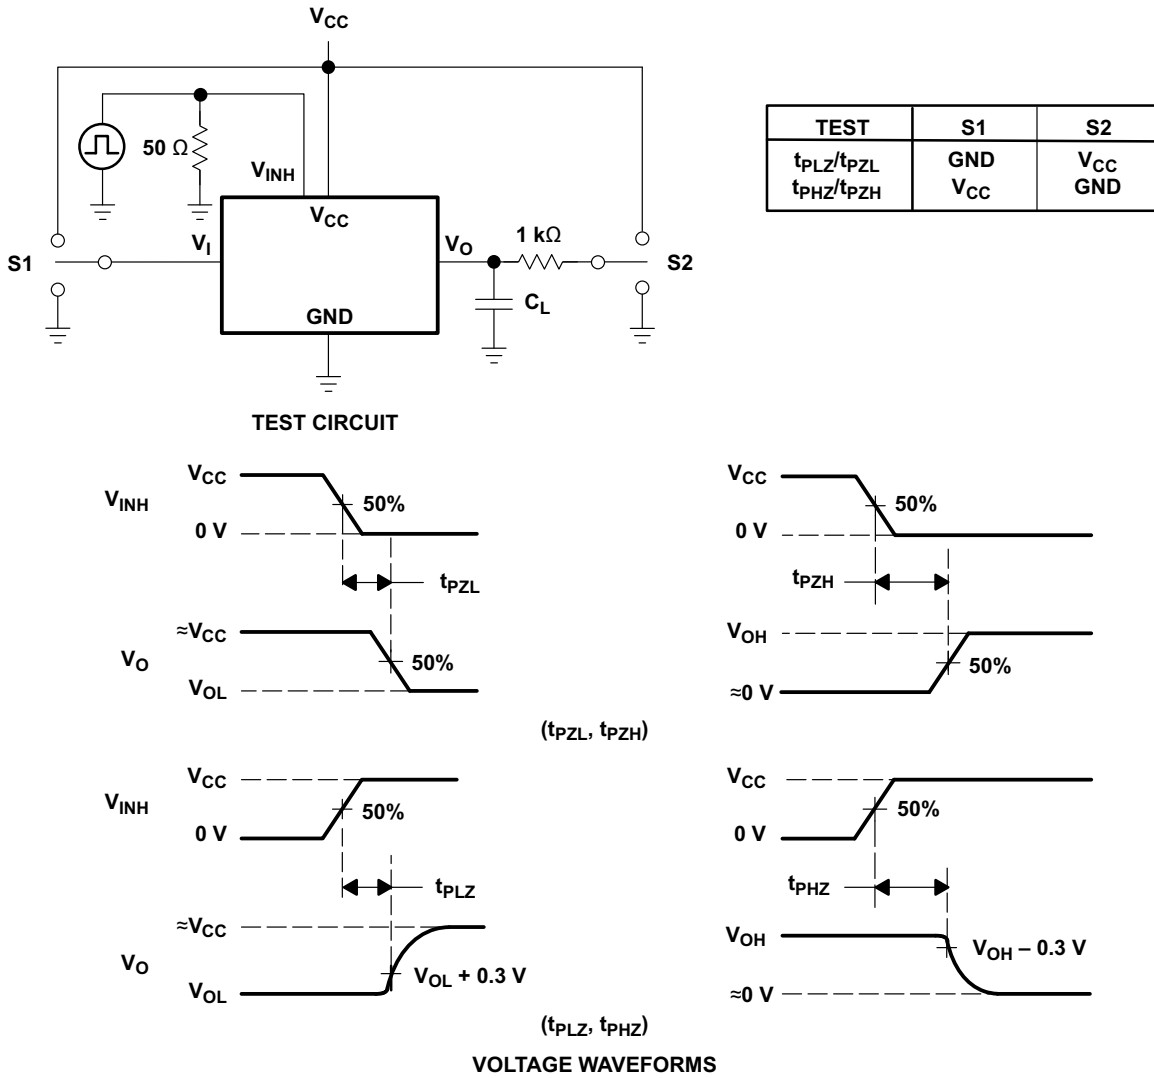 VCC
TEST S1 S2
tPLZ/tPZL GND VCC
tPHZ/tPZH VCC GND
50 Ω
VINH
VCC
S1
VI
VO
1 kΩ
S2
CL
GND
TEST CIRCUIT
VCC
VINH
50%
0 V
tPZL
≈VCC
VO
50%
VOL
VCC
50%
0 V
tPZH
VOH
50%
≈0 V
(tPZL, tPZH)
VCC
VINH
50%
0 V
tPLZ
≈VCC
VO
VOL + 0.3 V
VOL
VCC
50%
0 V
tPHZ
VOH
VOH – 0.3 V
≈0 V
(tPLZ, tPHZ)
VOLTAGE WAVEFORMS